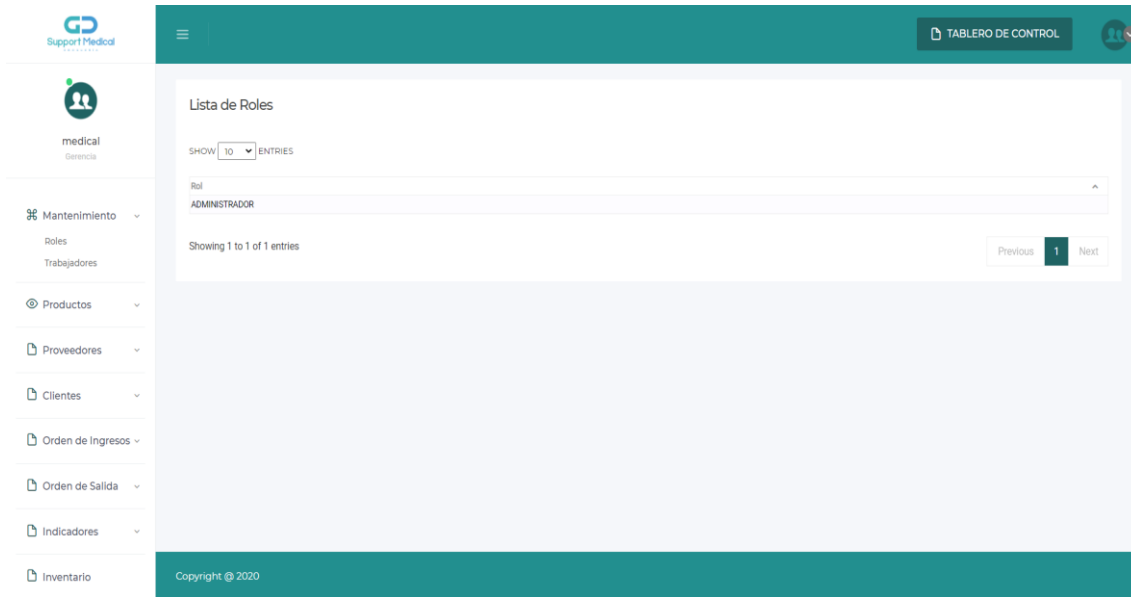 Support Medical
TABLERO DE CONTROL
medical
Gerencia
Mantenimiento
Roles
Trabajadores
Productos
Proveedores
Clientes
Orden de Ingresos
Orden de Salida
Indicadores
Inventario
Lista de Roles
SHOW 10 ENTRIES
Rol
ADMINISTRADOR
Showing 1 to 1 of 1 entries
Previous 1 Next
Copyright @ 2020